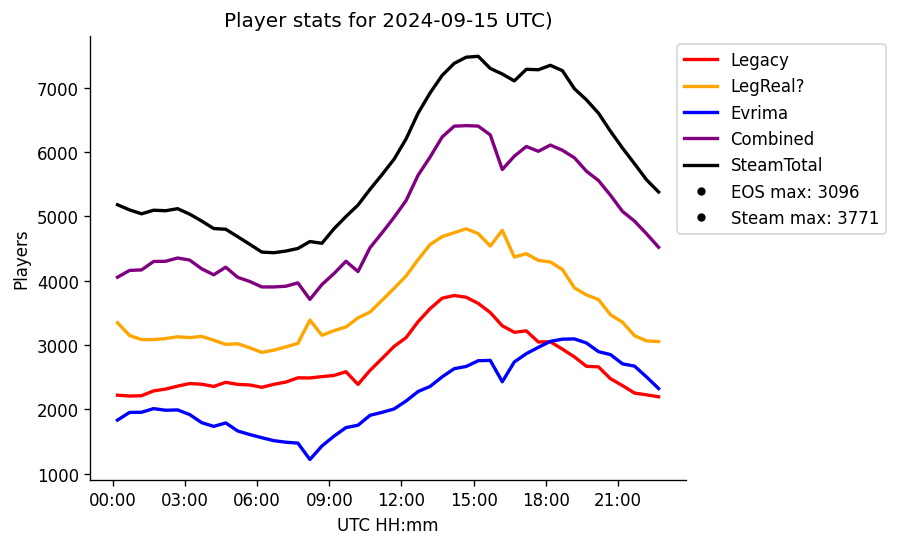 Player stats for 2024-09-15 UTC)
Legacy
LegReal?
Evrima
Combined
SteamTotal
EOS max: 3096
Steam max: 3771
Players
7000
6000
5000
4000
3000
2000
1000
00:00 03:00 06:00 09:00 12:00 15:00 18:00 21:00
UTC HH:mm